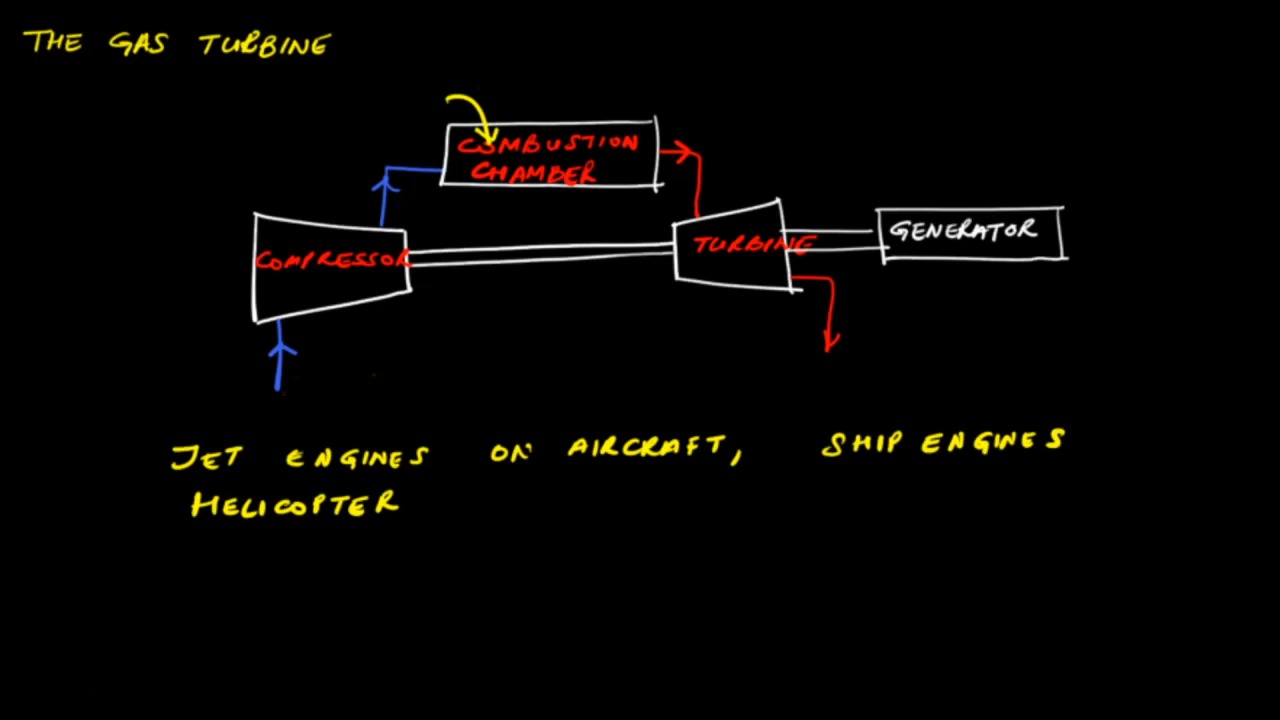 THE GAS TURBINE
COMBUSTION
CHAMBER
COMPRESSOR
TURBINE
GENERATOR
JET ENGINES ON AIRCRAFT, SHIP ENGINES
HELICOPTER